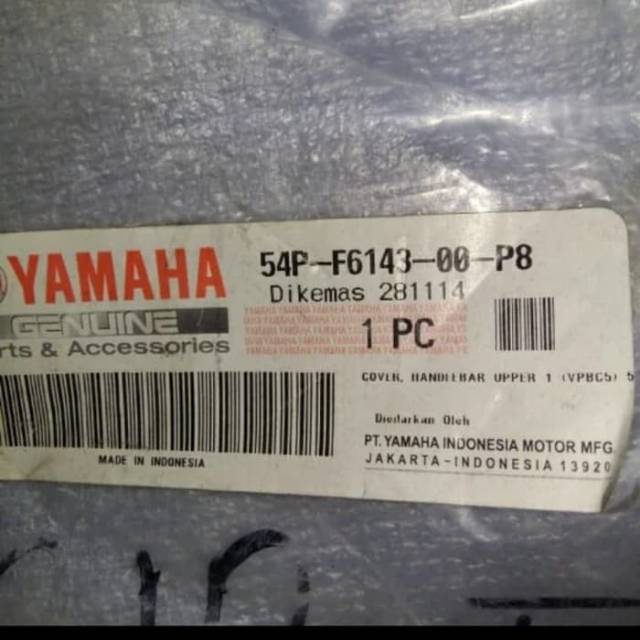 YAMAHA
GENUINE
rts & Accessories
54P-F6143-00-P8
Dikemas 281114
1 PC
COVER, HANDLEBAR UPPER 1 (VPBC5) 5
MADE IN INDONESIA
Diedarkan Oleh
PT. YAMAHA INDONESIA MOTOR MFG
JAKARTA-INDONESIA 13920